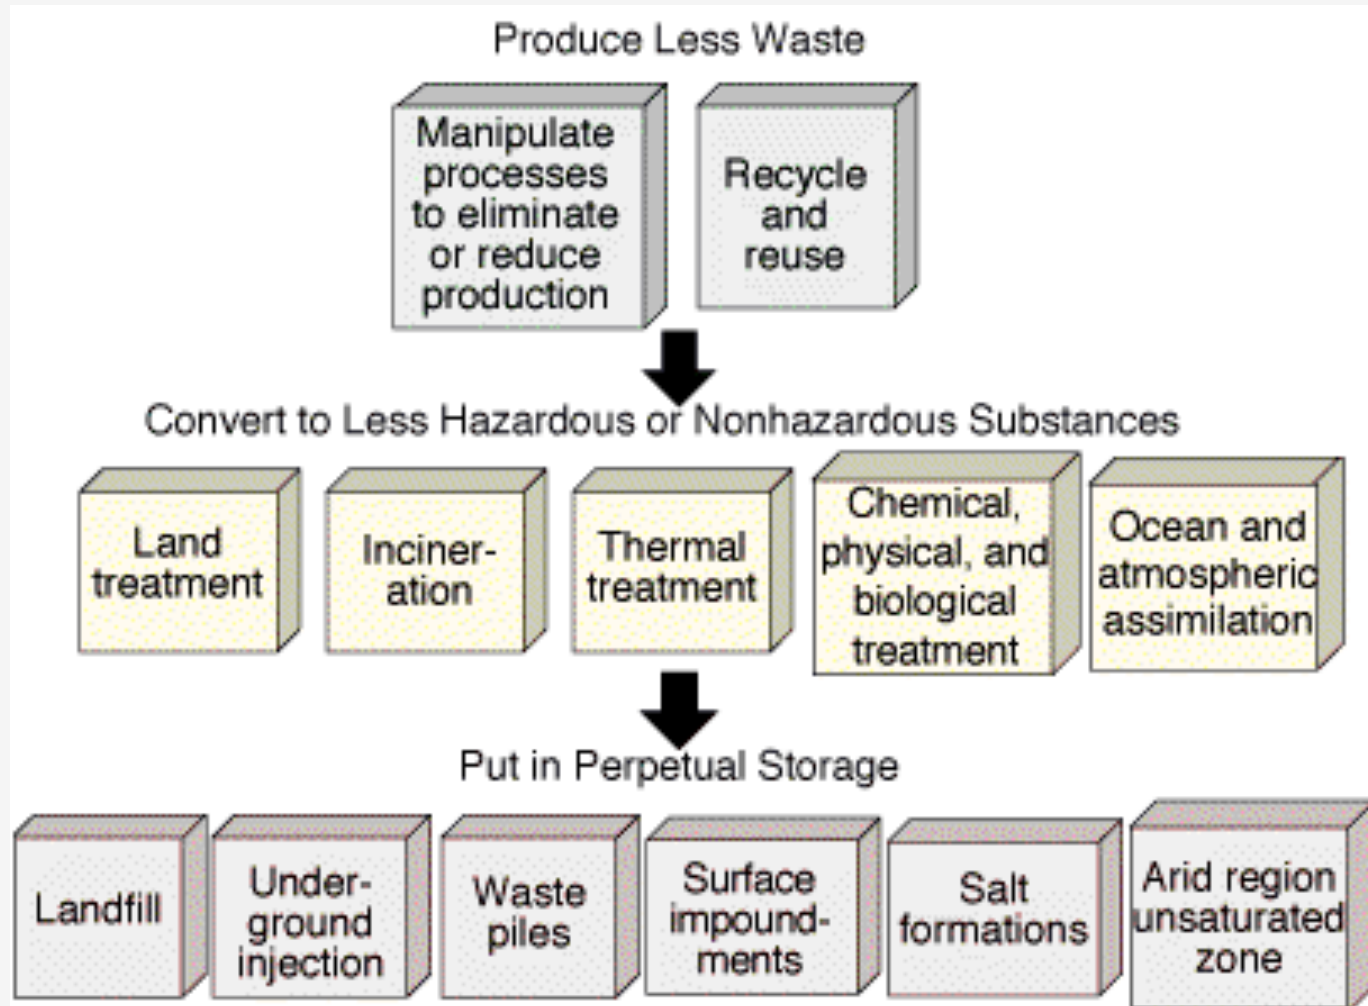 Produce Less Waste
Manipulate
processes
to eliminate
or reduce
production
Recycle
and
reuse
Convert to Less Hazardous or Nonhazardous Substances
Land
treatment
Inciner-
ation
Thermal
treatment
Chemical,
physical, and
biological
treatment
Ocean and
atmospheric
assimilation
Put in Perpetual Storage
Landfill
Under-
ground
injection
Waste
piles
Surface
impound-
ments
Salt
formations
Arid region
unsaturated
zone